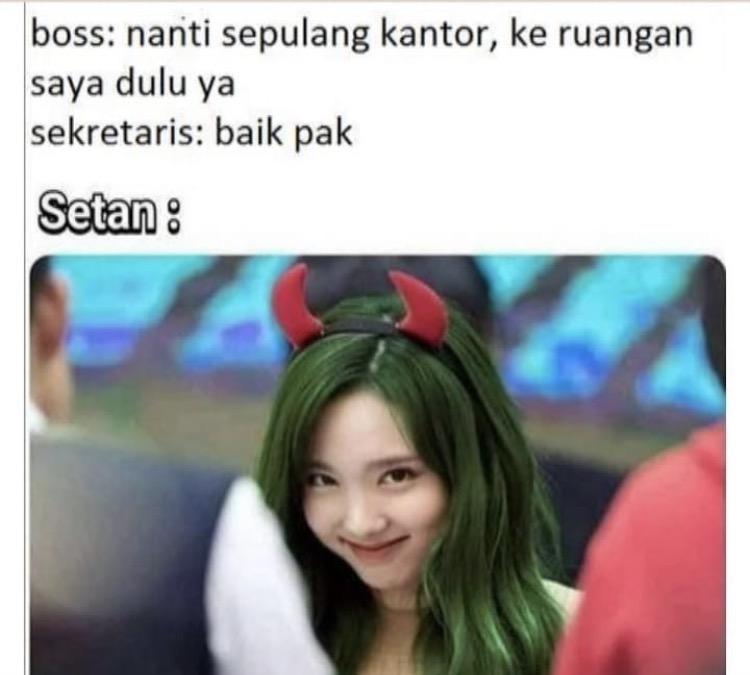 boss: nanti sepulang kantor, ke ruangan
saya dulu ya
sekretaris: baik pak
Setan :